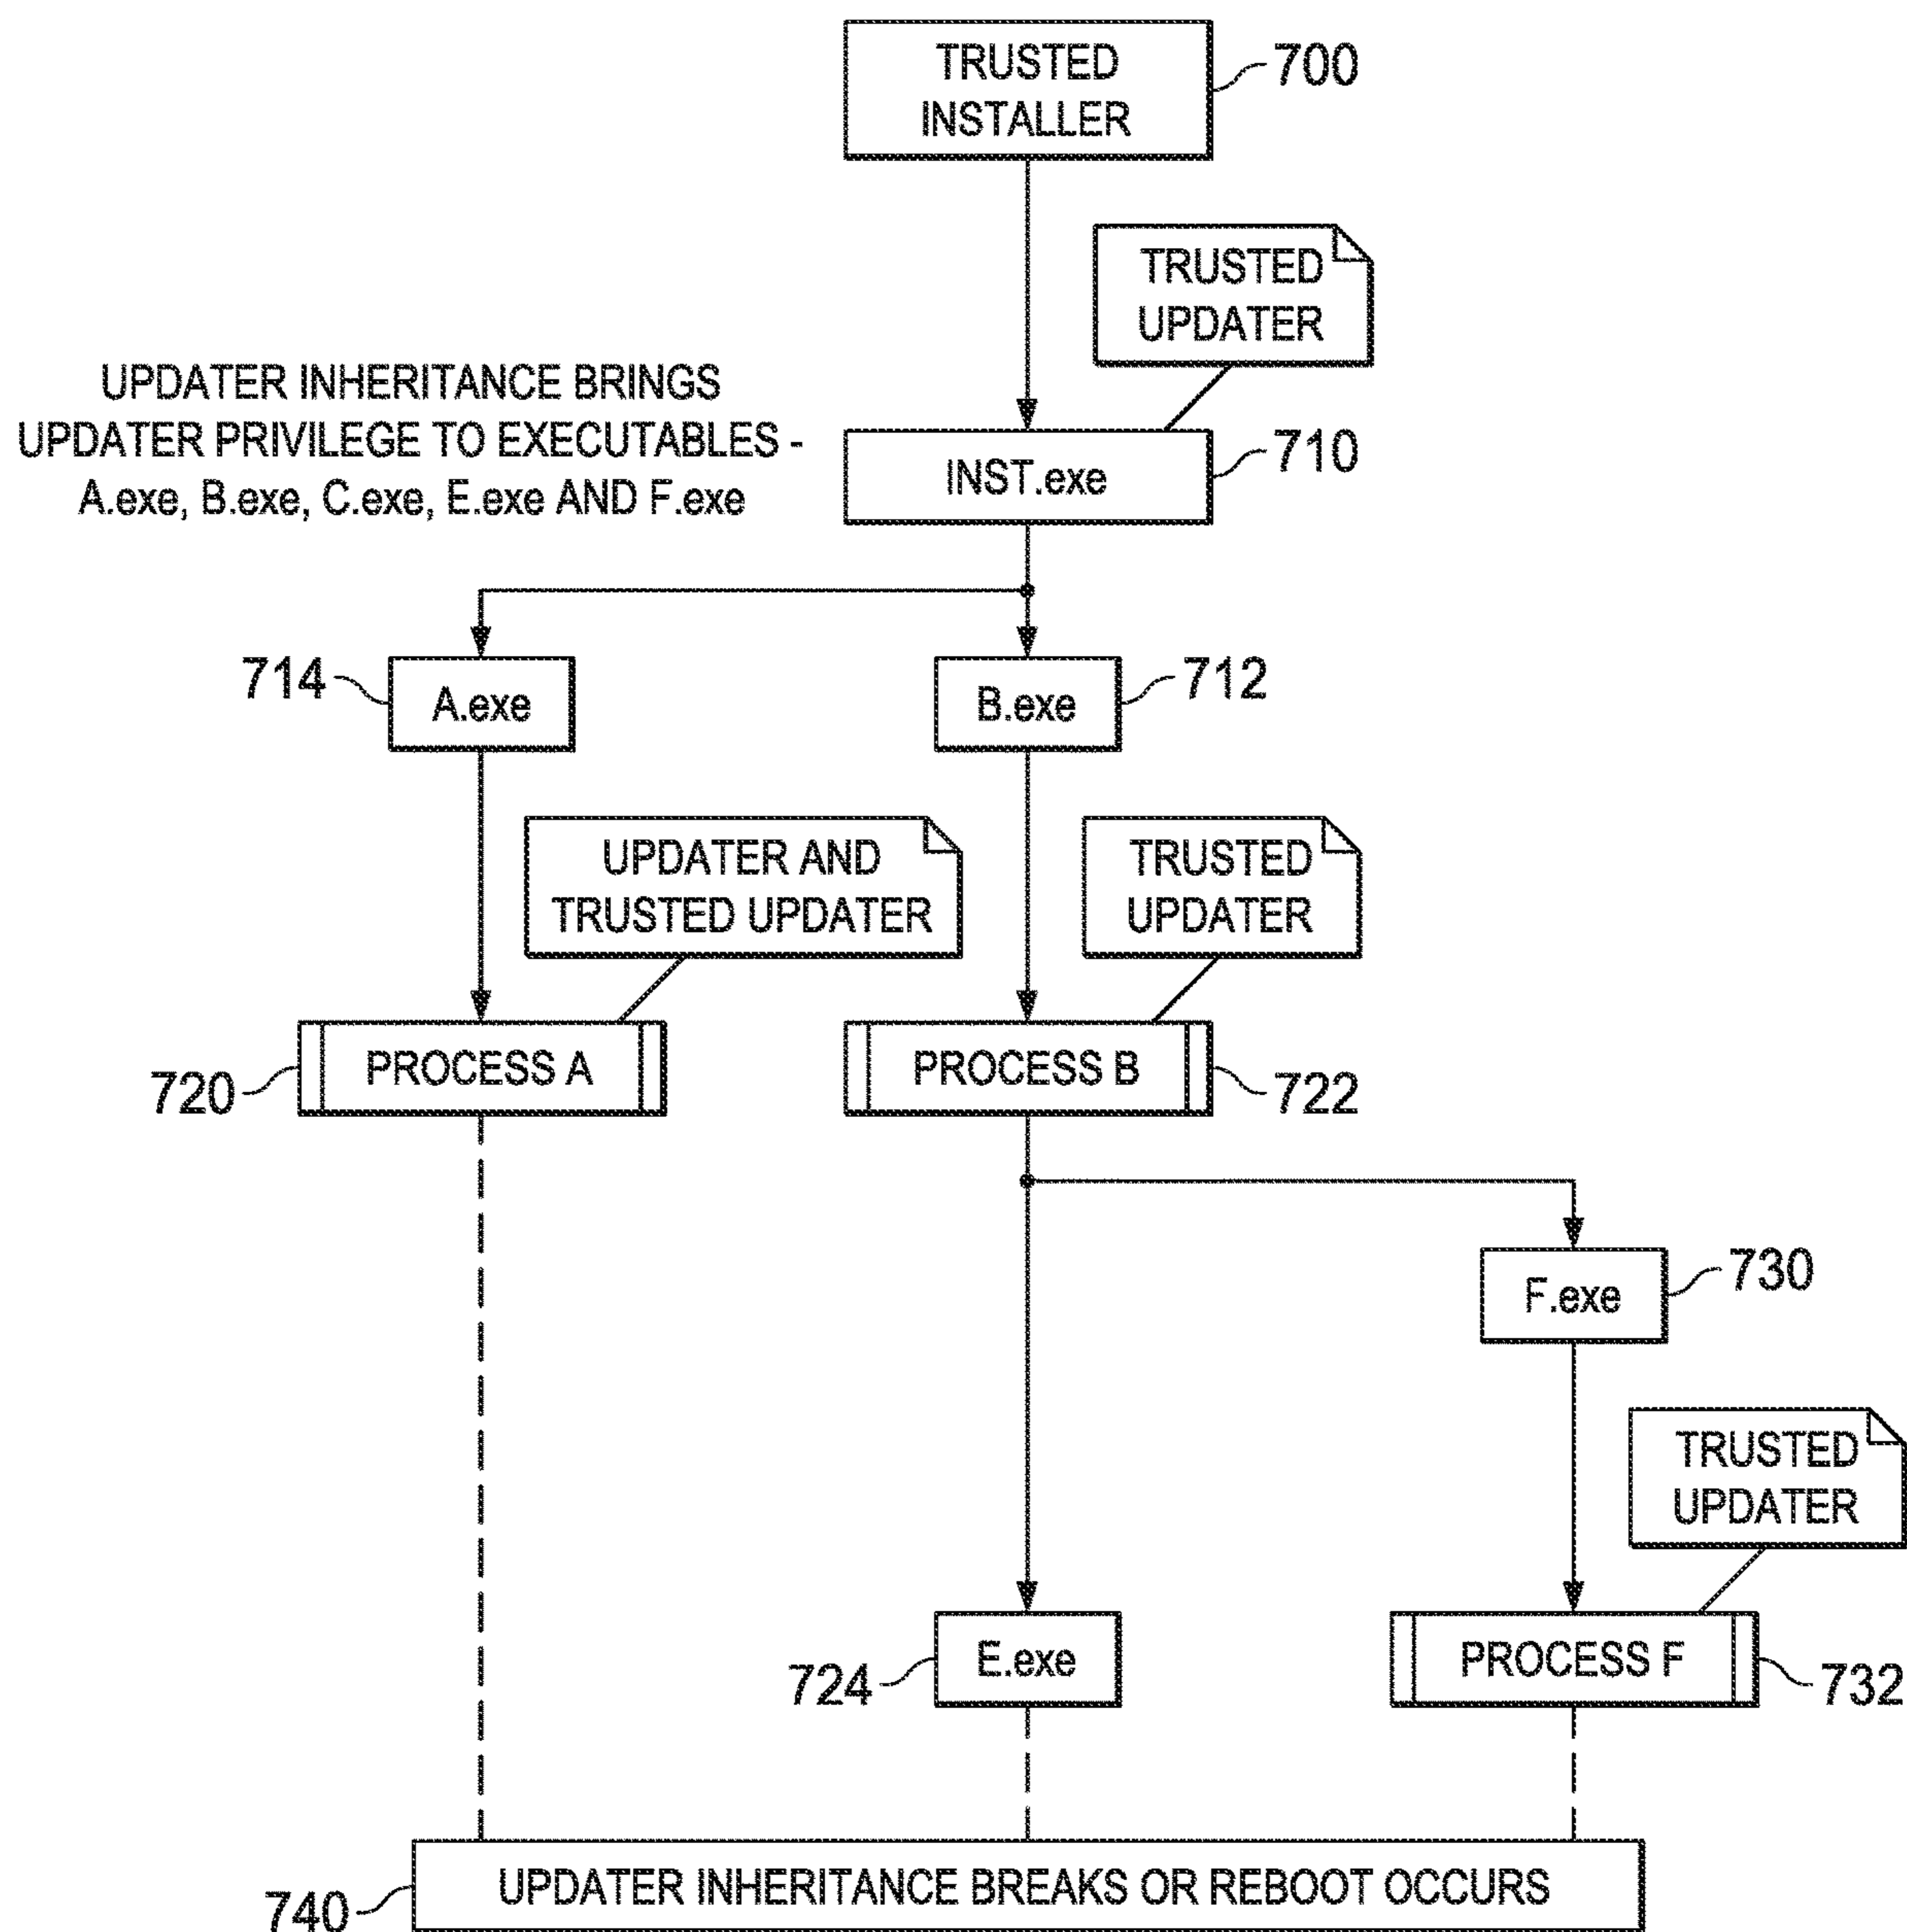 TRUSTED
INSTALLER
700
TRUSTED
UPDATER
UPDATER INHERITANCE BRINGS
UPDATER PRIVILEGE TO EXECUTABLES -
A.exe, B.exe, C.exe, E.exe AND F.exe
INST.exe
710
714
A.exe
B.exe
712
UPDATER AND
TRUSTED UPDATER
TRUSTED
UPDATER
720
PROCESS A
PROCESS B
722
F.exe
730
TRUSTED
UPDATER
724
E.exe
PROCESS F
732
740
UPDATER INHERITANCE BREAKS OR REBOOT OCCURS